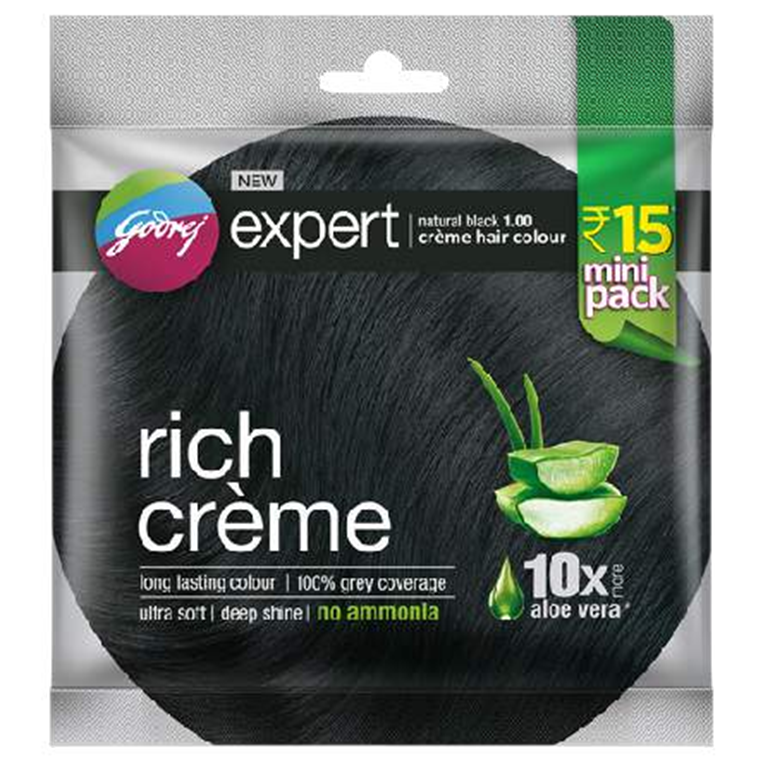 NEW
Godrej
expert
natural black 1.00
crème hair colour
₹15*
mini
pack
rich
crème
long lasting colour | 100% grey coverage
ultra soft | deep shine | no ammonia
10x more
aloe vera*